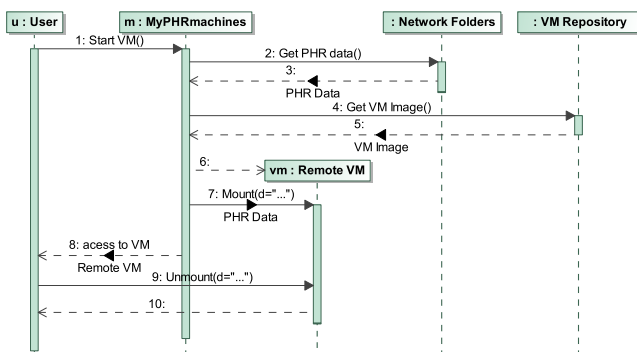 u : User
m : MyPHRmachines
: Network Folders
: VM Repository
1: Start VM()
2: Get PHR data()
3:
PHR Data
4: Get VM Image()
5:
VM Image
6:
vm : Remote VM
7: Mount(d="...")
PHR Data
8: acess to VM
Remote VM
9: Unmount(d="...")
10: